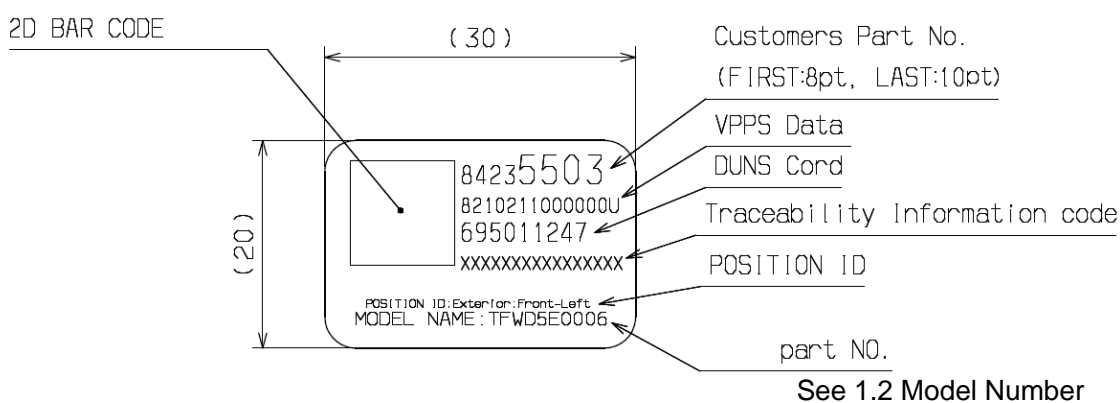 2D BAR CODE
(30)
Customers Part No.
(FIRST:8pt, LAST:10pt)
VPPS Data
DUNS Cord
Traceability Information code
POSITION ID
part NO.
See 1.2 Model Number
(20)
84235503
8210211000000U
695011247
XXXXXXXXXXXXXXXX
POSITION ID:Exterior:Front-Left
MODEL NAME:TFWD5E0006